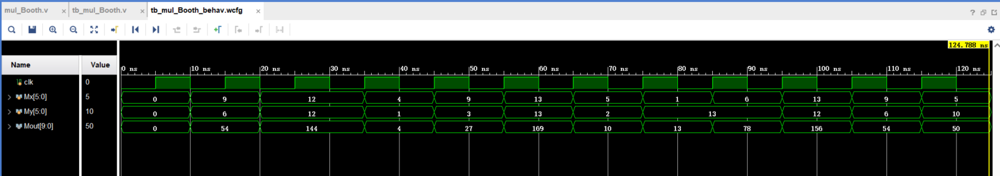 mul_Booth.v × tb_mul_Booth.v × tb_mul_Booth_behav.wcfg × ?
124.788 ns
Name Value
0 ns 10 ns 20 ns 30 ns 40 ns 50 ns 60 ns 70 ns 80 ns 90 ns 100 ns 110 ns 120 ns
clk 0
Mx[5:0] 5 0 9 12 4 9 13 5 1 6 13 9 5
My[5:0] 10 0 6 12 1 3 13 2 13 12 6 10
Mout[9:0] 50 0 54 144 4 27 169 10 13 78 156 54 50